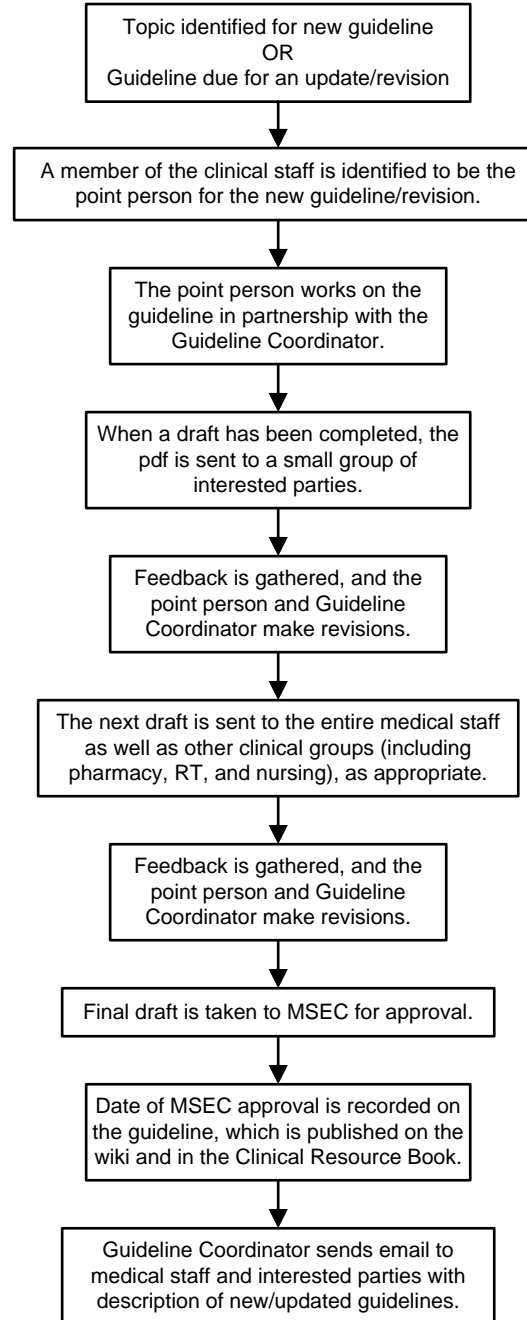 Topic identified for new guideline
OR
Guideline due for an update/revision
A member of the clinical staff is identified to be the
point person for the new guideline/revision.
The point person works on the
guideline in partnership with the
Guideline Coordinator.
When a draft has been completed, the
pdf is sent to a small group of
interested parties.
Feedback is gathered, and the
point person and Guideline
Coordinator make revisions.
The next draft is sent to the entire medical staff
as well as other clinical groups (including
pharmacy, RT, and nursing), as appropriate.
Feedback is gathered, and the
point person and Guideline
Coordinator make revisions.
Final draft is taken to MSEC for approval.
Date of MSEC approval is recorded on
the guideline, which is published on the
wiki and in the Clinical Resource Book.
Guideline Coordinator sends email to
medical staff and interested parties with
description of new/updated guidelines.